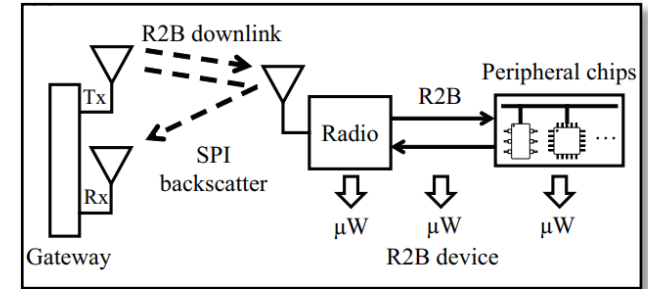 R2B downlink
Peripheral chips
Tx
R2B
Radio
...
SPI
backscatter
Rx
µW
µW
µW
Gateway
R2B device